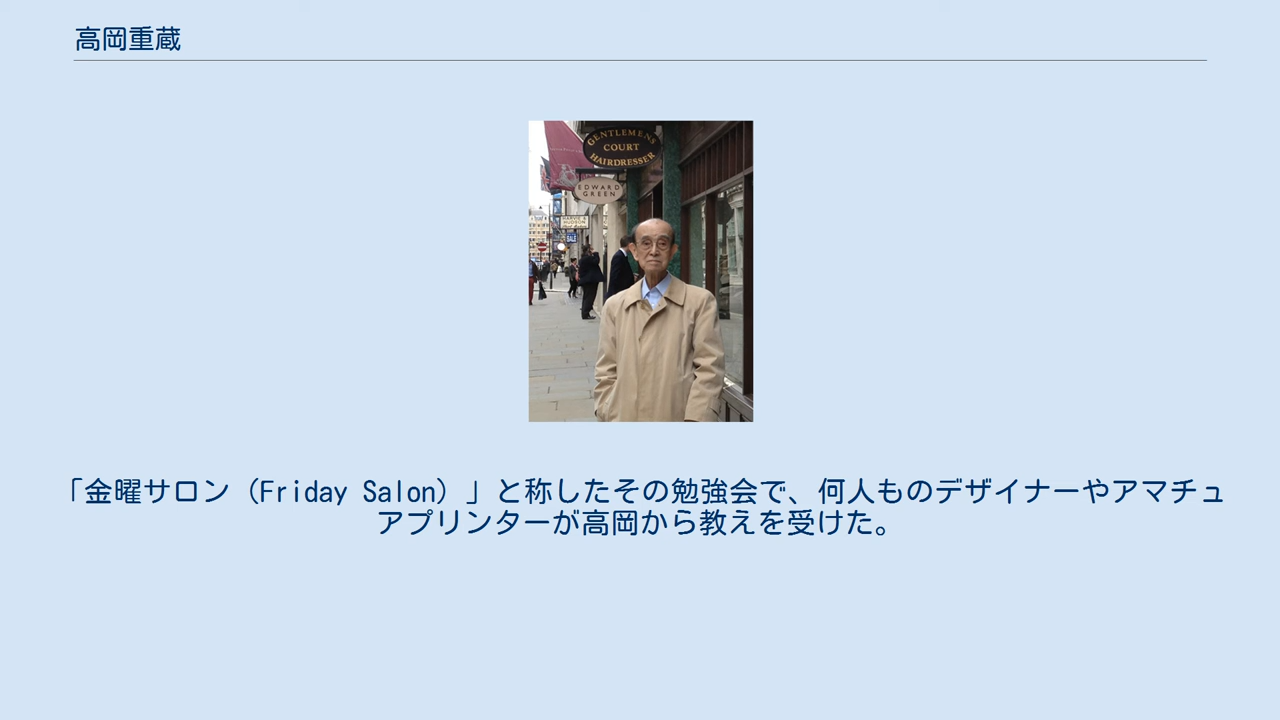 高岡重蔵
GENTLEMENS
COURT
HAIRDRESSER
EDWARD
GREEN
HARVIE &
HUDSON
SALE
「金曜サロン（Friday Salon）」と称したその勉強会で、何人ものデザイナーやアマチュ
アプリンターが高岡から教えを受けた。